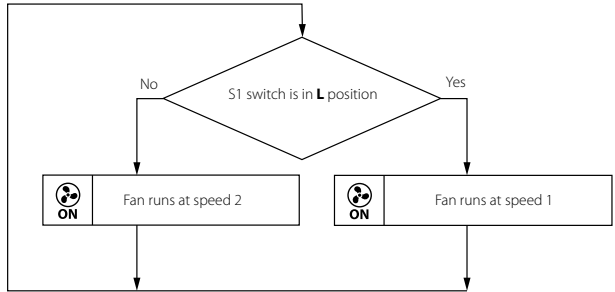 S1 switch is in L position
No
Yes
ON
Fan runs at speed 2
ON
Fan runs at speed 1